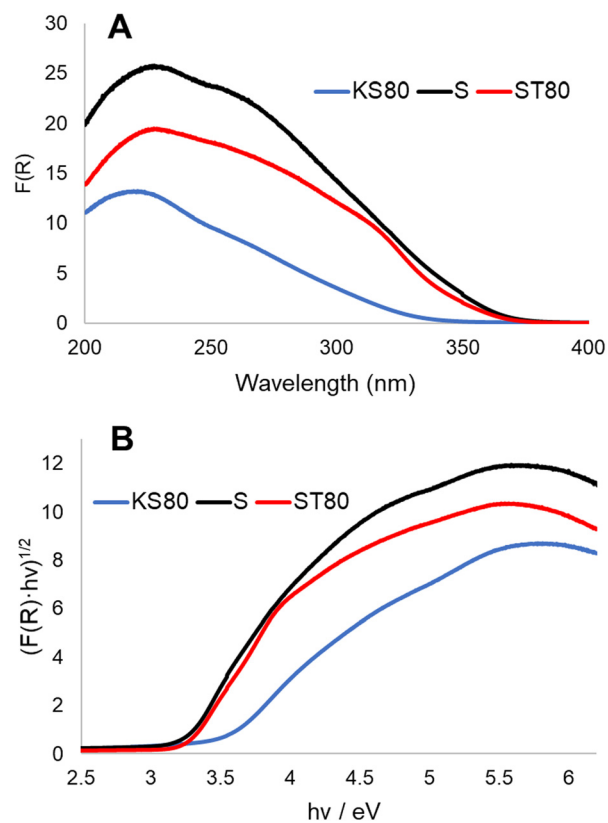 A
30
25
20
15
10
5
0
F(R)
KS80 S ST80
200 250 300 350 400
Wavelength (nm)
B
12
10
8
6
4
2
0
(F(R)·hν)1/2
KS80 S ST80
2.5 3 3.5 4 4.5 5 5.5 6
hν / eV